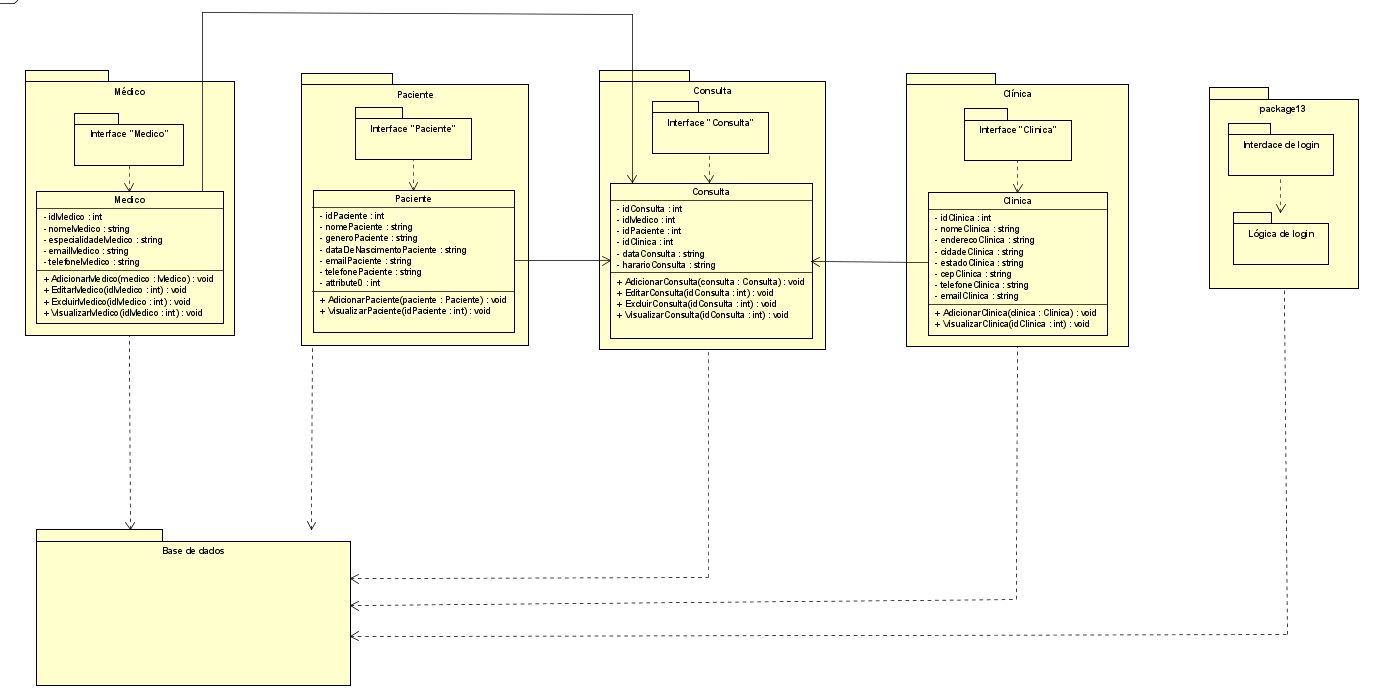 Médico
Interface "Medico"
Medico
- idMedico : int
- nomeMedico : string
- especialidadeMedico : string
- emailMedico : string
- telefoneMedico : string
+ AdicionarMedico(medico : Medico) : void
+ EditarMedico(idMedico : int) : void
+ ExcluirMedico(idMedico : int) : void
+ VisualizarMedico(idMedico : int) : void
Paciente
Interface "Paciente"
Paciente
- idPaciente : int
- nomePaciente : string
- generoPaciente : string
- dataDeNascimentoPaciente : string
- emailPaciente : string
- telefonePaciente : string
- attribute0 : int
+ AdicionarPaciente(paciente : Paciente) : void
+ VisualizarPaciente(idPaciente : int) : void
Consulta
Interface "Consulta"
Consulta
- idConsulta : int
- idMedico : int
- idPaciente : int
- idClinica : int
- dataConsulta : string
- hararioConsulta : string
+ AdicionarConsulta(consulta : Consulta) : void
+ EditarConsulta(idConsulta : int) : void
+ ExcluirConsulta(idConsulta : int) : void
+ VisualizarConsulta(idConsulta : int) : void
Clínica
Interface "Clinica"
Clinica
- idClinica : int
- nomeClinica : string
- enderecoClinica : string
- cidadeClinica : string
- estadoClinica : string
- cepClinica : string
- telefoneClinica : string
- emailClinica : string
+ AdicionarClinica(clinica : Clinica) : void
+ VisualizarClinica(idClinica : int) : void
package13
Interdace de login
Lógica de login
Base de dados